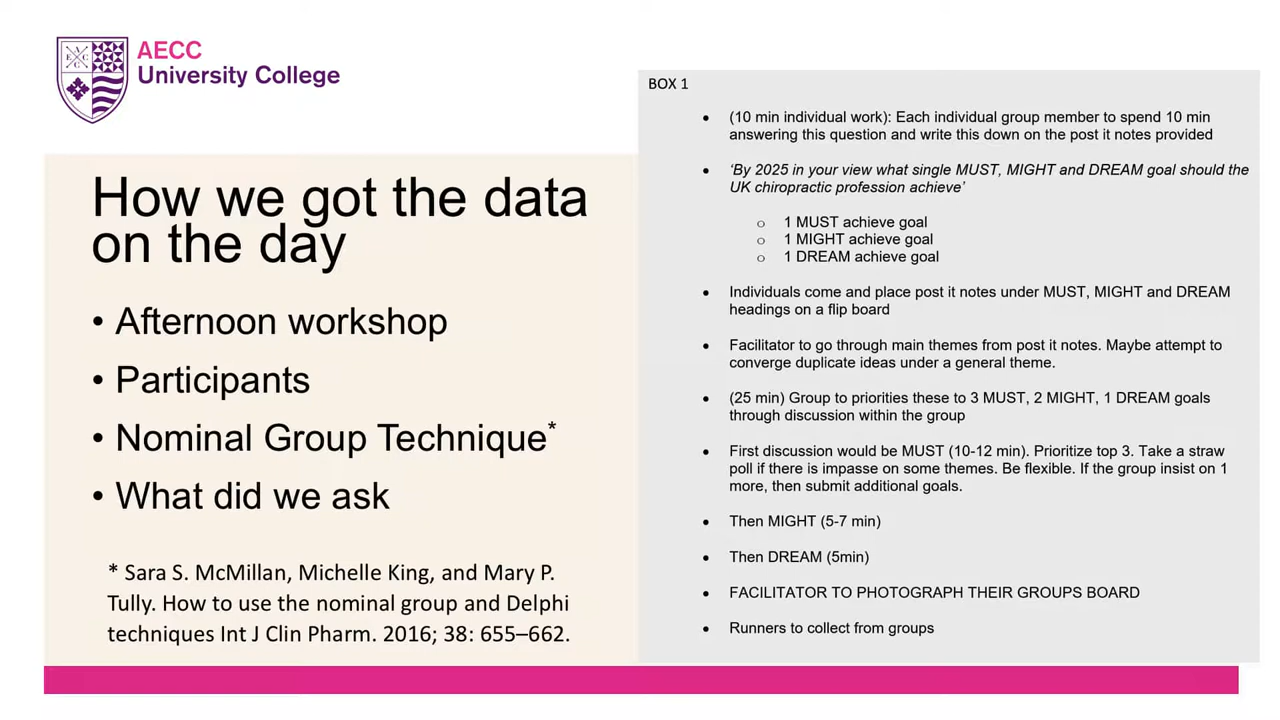 AECC
University College
How we got the data
on the day
• Afternoon workshop
• Participants
• Nominal Group Technique*
• What did we ask
* Sara S. McMillan, Michelle King, and Mary P.
Tully. How to use the nominal group and Delphi
techniques Int J Clin Pharm. 2016; 38: 655–662.
BOX 1
• (10 min individual work): Each individual group member to spend 10 min
answering this question and write this down on the post it notes provided
• ‘By 2025 in your view what single MUST, MIGHT and DREAM goal should the
UK chiropractic profession achieve’
o 1 MUST achieve goal
o 1 MIGHT achieve goal
o 1 DREAM achieve goal
• Individuals come and place post it notes under MUST, MIGHT and DREAM
headings on a flip board
• Facilitator to go through main themes from post it notes. Maybe attempt to
converge duplicate ideas under a general theme.
• (25 min) Group to priorities these to 3 MUST, 2 MIGHT, 1 DREAM goals
through discussion within the group
• First discussion would be MUST (10-12 min). Prioritize top 3. Take a straw
poll if there is impasse on some themes. Be flexible. If the group insist on 1
more, then submit additional goals.
• Then MIGHT (5-7 min)
• Then DREAM (5min)
• FACILITATOR TO PHOTOGRAPH THEIR GROUPS BOARD
• Runners to collect from groups